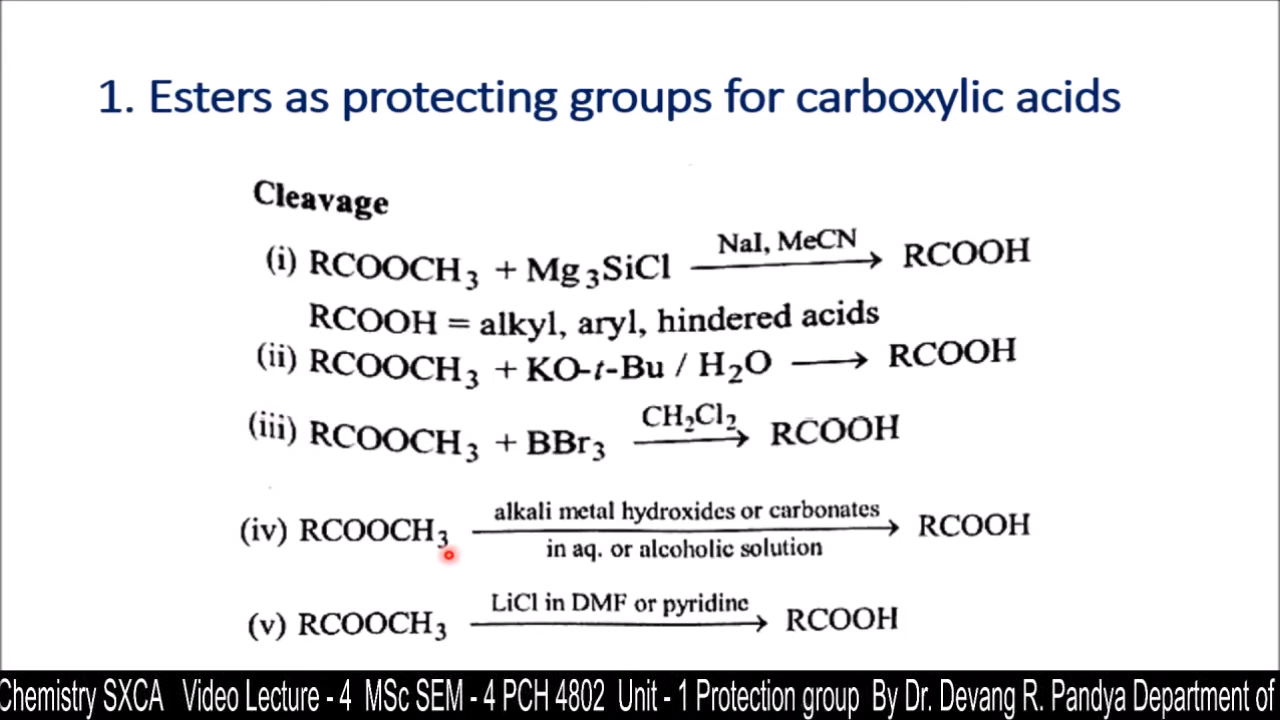 1. Esters as protecting groups for carboxylic acids
Cleavage
(i) RCOOCH₃ + Mg₃SiCl NaI, MeCN → RCOOH
RCOOH = alkyl, aryl, hindered acids
(ii) RCOOCH₃ + KO-t-Bu / H₂O → RCOOH
(iii) RCOOCH₃ + BBr₃ CH₂Cl₂ → RCOOH
(iv) RCOOCH₃ alkali metal hydroxides or carbonates → RCOOH
in aq. or alcoholic solution
(v) RCOOCH₃ LiCl in DMF or pyridine → RCOOH
Chemistry SXCA Video Lecture - 4 MSc SEM - 4 PCH 4802 Unit - 1 Protection group By Dr. Devang R. Pandya Department of